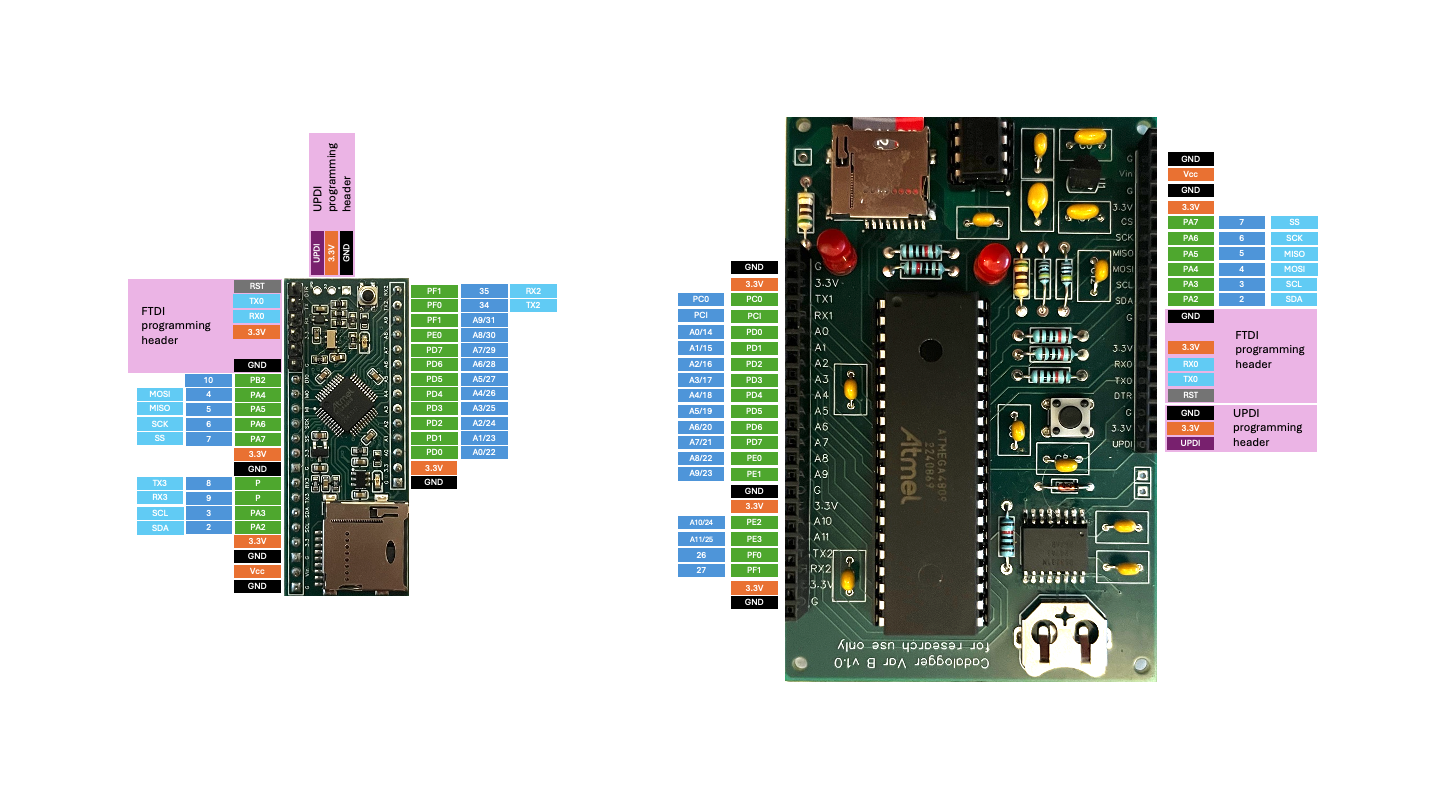 UPDI
programming
header
UPDI 3.3V GND
FTDI
programming
header
RST
TX0
RX0
3.3V
GND
10 PB2
MOSI 4 PA4
MISO 5 PA5
SCK 6 PA6
SS 7 PA7
3.3V
GND
TX3 8 P
RX3 9 P
SCL 3 PA3
SDA 2 PA2
3.3V
GND
Vcc
GND
PF1 35 RX2
PF0 34 TX2
PF1 A9/31
PE0 A8/30
PD7 A7/29
PD6 A6/28
PD5 A5/27
PD4 A4/26
PD3 A3/25
PD2 A2/24
PD1 A1/23
PD0 A0/22
3.3V
GND
GND
3.3V
PC0 PC0
PCI PCI
A0/14 PD0
A1/15 PD1
A2/16 PD2
A3/17 PD3
A4/18 PD4
A5/19 PD5
A6/20 PD6
A7/21 PD7
A8/22 PE0
A9/23 PE1
GND
3.3V
A10/24 PE2
A11/25 PE3
26 PF0
27 PF1
3.3V
GND
G
3.3V
TX1
RX1
A0
A1
A2
A3
A4
A5
A6
A7
A8
A9
G
3.3V
A10
A11
TX2
RX2
3.3V
G
Atmel
ATMEGA4809
2240B69
Cadalogger Var B v1.0
for research use only
G
Vin
G
3.3V
CS
SCK
MISO
MOSI
SCL
SDA
G
3.3V
RX0
TX0
DTR
G
3.3V
UPDI
GND
Vcc
GND
3.3V
PA7 7 SS
PA6 6 SCK
PA5 5 MISO
PA4 4 MOSI
PA3 3 SCL
PA2 2 SDA
GND
3.3V
RX0
TX0
RST
FTDI
programming
header
GND
3.3V
UPDI
UPDI
programming
header